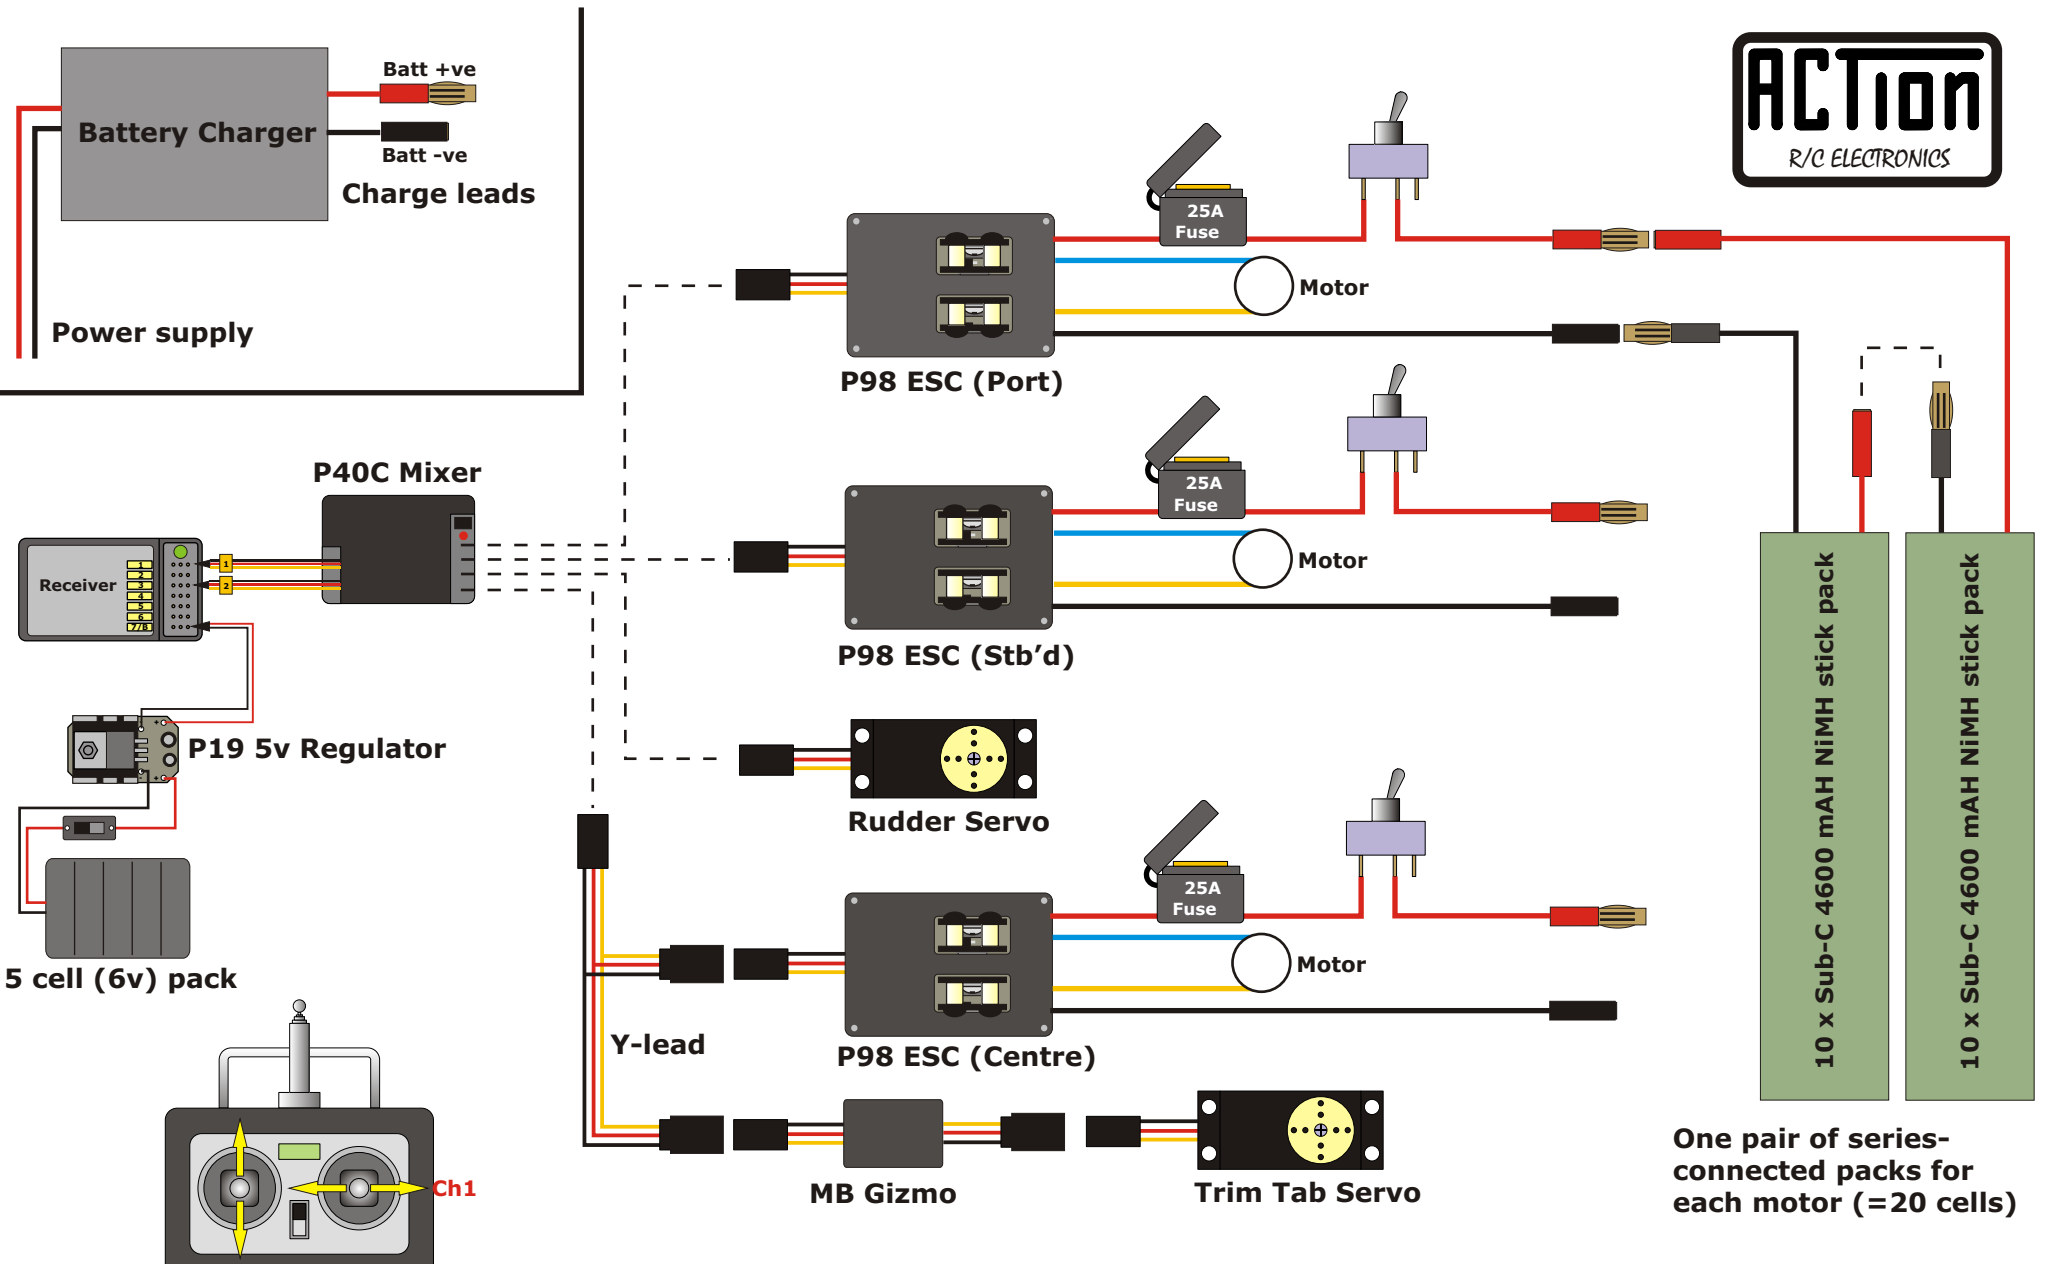 Battery Charger
Batt +ve
Batt -ve
Charge leads
Power supply
ACTion
R/C ELECTRONICS
25A
Fuse
Motor
P98 ESC (Port)
P40C Mixer
Receiver
1
2
3
4
5
6
7/B
1
2
25A
Fuse
Motor
P98 ESC (Stb'd)
P19 5v Regulator
Rudder Servo
5 cell (6v) pack
25A
Fuse
Motor
P98 ESC (Centre)
Y-lead
MB Gizmo
Trim Tab Servo
Ch1
10 x Sub-C 4600 mAH NiMH stick pack
10 x Sub-C 4600 mAH NiMH stick pack
One pair of series-
connected packs for
each motor (=20 cells)